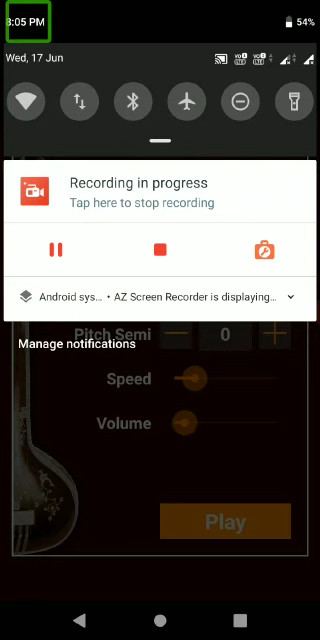 3:05 PM
54%
Wed, 17 Jun
Recording in progress
Tap here to stop recording
Android sys... • AZ Screen Recorder is displaying...
Pitch Semi
0
Manage notifications
Speed
Volume
Play